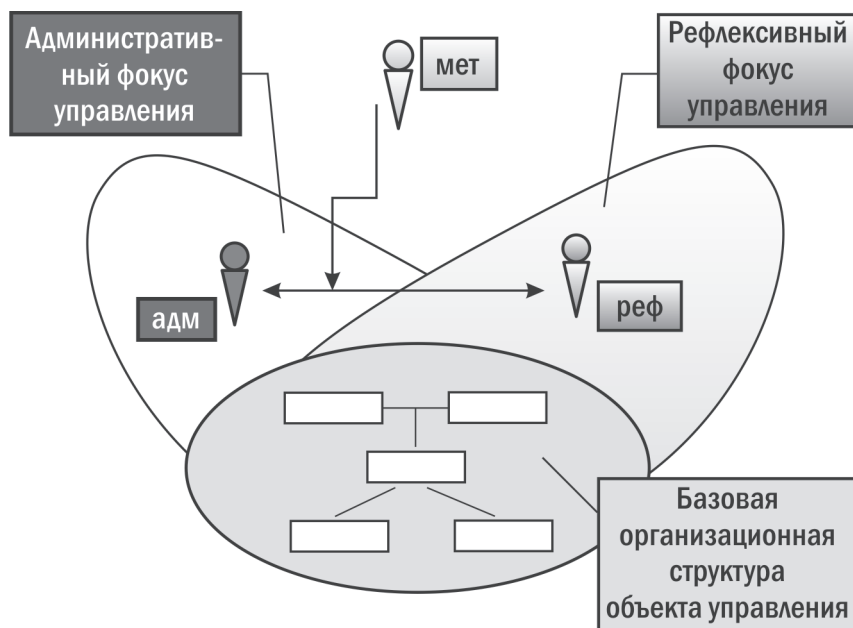 Административ-
ный фокус
управления
мет
Рефлексивный
фокус
управления
адм
реф
Базовая
организационная
структура
объекта управления